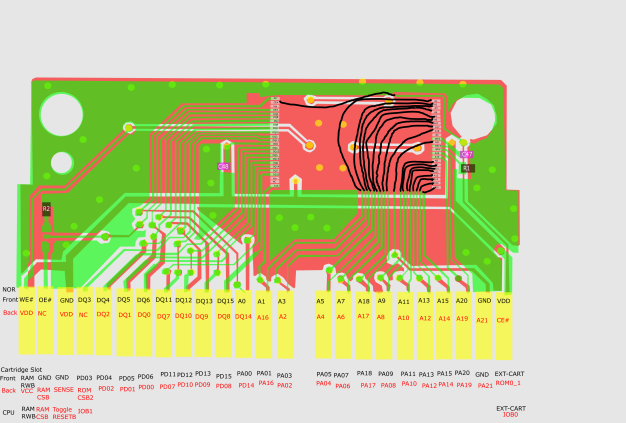 C48
C47
R1
R2
NOR
Front WE# OE# GND DQ3 DQ4 DQ5 DQ6 DQ11 DQ12 DQ13 DQ15 A0 A1 A3 A5 A7 A18 A9 A11 A13 A15 A20 GND VDD
Back VDD NC VDD NC DQ2 DQ1 DQ0 DQ7 DQ10 DQ9 DQ8 DQ14 A16 A2 A4 A6 A17 A8 A10 A12 A14 A19 A21 CE#
Cartridge Slot
Front RAM RWB GND GND PD03 PD04 PD05 PD06 PD11 PD12 PD13 PD15 PA00 PA01 PA03 PA05 PA07 PA18 PA09 PA11 PA13 PA15 PA20 GND EXT-CART
Back VCC RAM CSB SENSE ROM CSB2 PD02 PD01 PD00 PD07 PD10 PD09 PD08 PD14 PA16 PA02 PA04 PA06 PA17 PA08 PA10 PA12 PA14 PA19 PA21 ROM0_1
CPU RAM RWB RAM CSB Toggle RESETB IOB1 EXT-CART IOB0